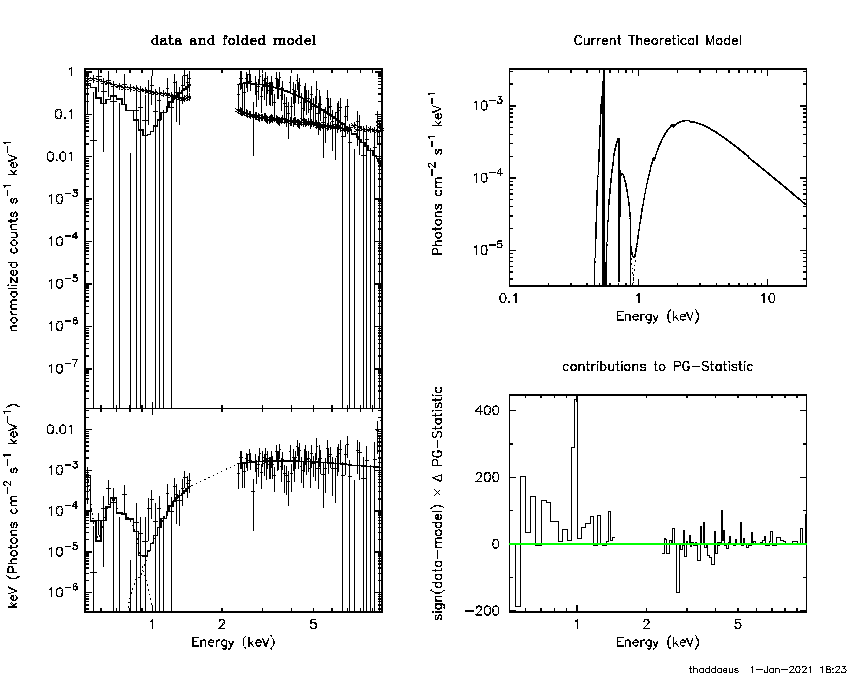 data and folded model
normalized counts s⁻¹ keV⁻¹
1
0.1
0.01
10⁻³
10⁻⁴
10⁻⁵
10⁻⁶
10⁻⁷
keV (Photons cm⁻² s⁻¹ keV⁻¹)
0.01
10⁻³
10⁻⁴
10⁻⁵
10⁻⁶
1 2 5
Energy (keV)
Current Theoretical Model
Photons cm⁻² s⁻¹ keV⁻¹
10⁻³
10⁻⁴
10⁻⁵
0.1 1 10
Energy (keV)
contributions to PG−Statistic
sign(data−model) × Δ PG−Statistic
400
200
0
−200
1 2 5
Energy (keV)
thaddaeus 1−Jan−2021 18:23